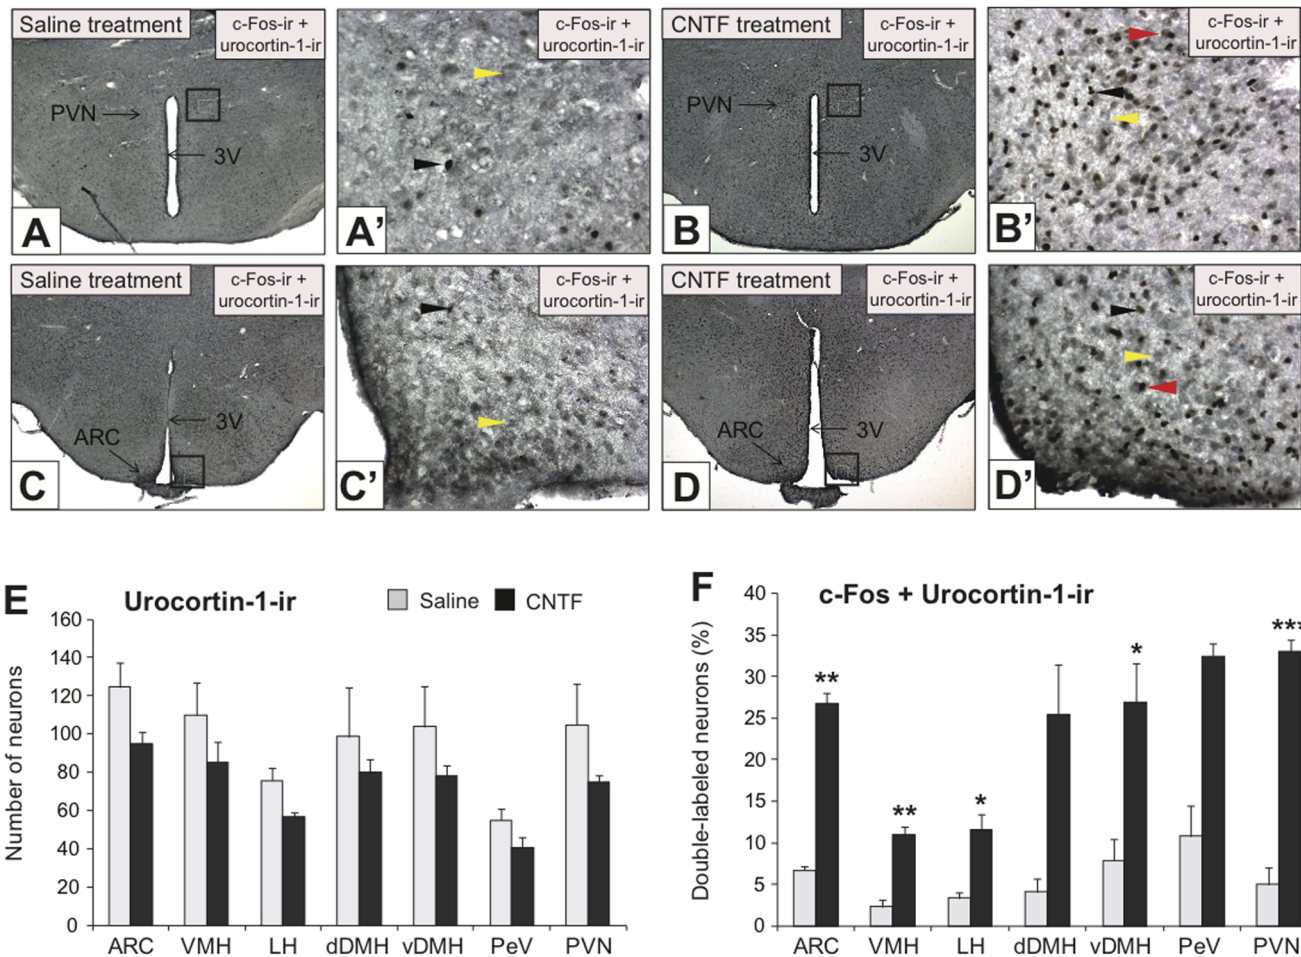 Saline treatment
c-Fos-ir +
urocortin-1-ir
PVN
3V
A
c-Fos-ir +
urocortin-1-ir
A'
CNTF treatment
c-Fos-ir +
urocortin-1-ir
PVN
3V
B
c-Fos-ir +
urocortin-1-ir
B'
Saline treatment
c-Fos-ir +
urocortin-1-ir
3V
ARC
C
c-Fos-ir +
urocortin-1-ir
C'
CNTF treatment
c-Fos-ir +
urocortin-1-ir
ARC
3V
D
c-Fos-ir +
urocortin-1-ir
D'
E
Urocortin-1-ir
Saline
CNTF
Number of neurons
160
140
120
100
80
60
40
20
0
ARC VMH LH dDMH vDMH PeV PVN
F
c-Fos + Urocortin-1-ir
Double-labeled neurons (%)
40
35
30
25
20
15
10
5
0
**
**
*
*
***
ARC VMH LH dDMH vDMH PeV PVN